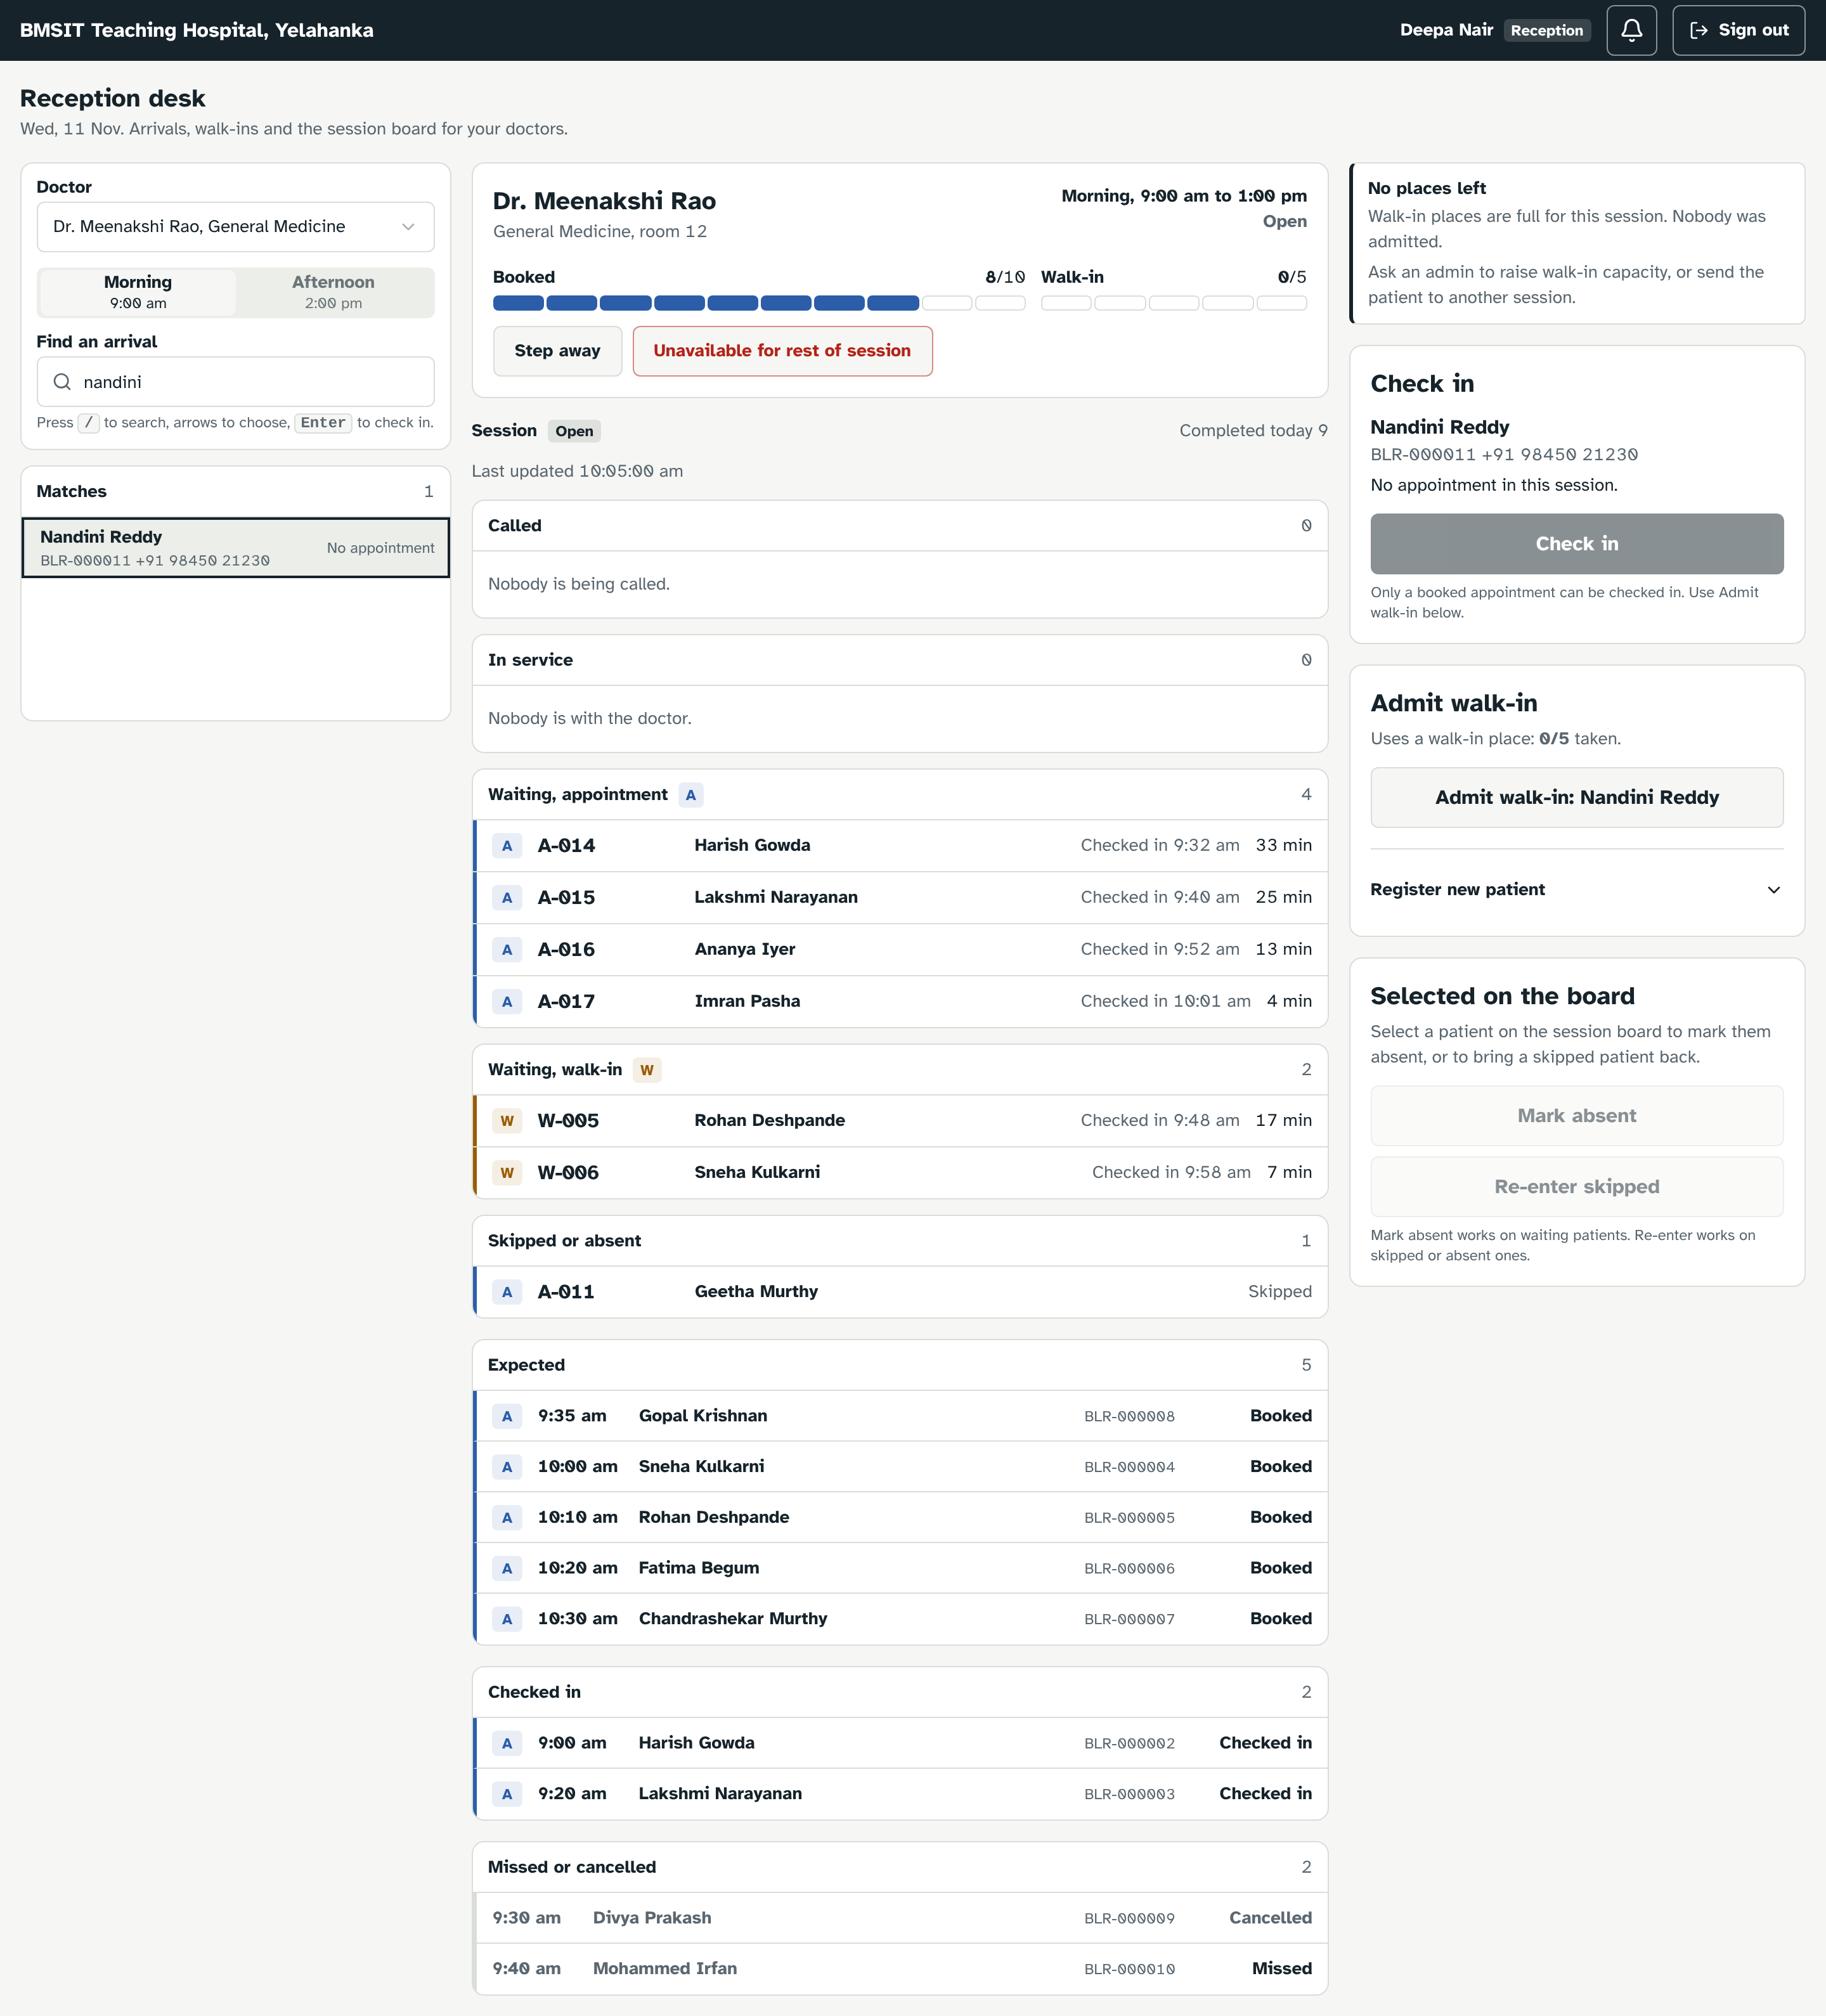 BMSIT Teaching Hospital, Yelahanka
Deepa Nair Reception Sign out
Reception desk
Wed, 11 Nov. Arrivals, walk-ins and the session board for your doctors.
Doctor
Dr. Meenakshi Rao, General Medicine
Morning
9:00 am
Afternoon
2:00 pm
Find an arrival
nandini
Press / to search, arrows to choose, Enter to check in.
Matches 1
Nandini Reddy
BLR-000011 +91 98450 21230
No appointment
Dr. Meenakshi Rao
General Medicine, room 12
Morning, 9:00 am to 1:00 pm
Open
Booked 8/10
Walk-in 0/5
Step away
Unavailable for rest of session
Session Open
Completed today 9
Last updated 10:05:00 am
Called 0
Nobody is being called.
In service 0
Nobody is with the doctor.
Waiting, appointment A 4
A A-014 Harish Gowda Checked in 9:32 am 33 min
A A-015 Lakshmi Narayanan Checked in 9:40 am 25 min
A A-016 Ananya Iyer Checked in 9:52 am 13 min
A A-017 Imran Pasha Checked in 10:01 am 4 min
Waiting, walk-in W 2
W W-005 Rohan Deshpande Checked in 9:48 am 17 min
W W-006 Sneha Kulkarni Checked in 9:58 am 7 min
Skipped or absent 1
A A-011 Geetha Murthy Skipped
Expected 5
A 9:35 am Gopal Krishnan BLR-000008 Booked
A 10:00 am Sneha Kulkarni BLR-000004 Booked
A 10:10 am Rohan Deshpande BLR-000005 Booked
A 10:20 am Fatima Begum BLR-000006 Booked
A 10:30 am Chandrashekar Murthy BLR-000007 Booked
Checked in 2
A 9:00 am Harish Gowda BLR-000002 Checked in
A 9:20 am Lakshmi Narayanan BLR-000003 Checked in
Missed or cancelled 2
9:30 am Divya Prakash BLR-000009 Cancelled
9:40 am Mohammed Irfan BLR-000010 Missed
No places left
Walk-in places are full for this session. Nobody was
admitted.
Ask an admin to raise walk-in capacity, or send the
patient to another session.
Check in
Nandini Reddy
BLR-000011 +91 98450 21230
No appointment in this session.
Check in
Only a booked appointment can be checked in. Use Admit
walk-in below.
Admit walk-in
Uses a walk-in place: 0/5 taken.
Admit walk-in: Nandini Reddy
Register new patient
Selected on the board
Select a patient on the session board to mark them
absent, or to bring a skipped patient back.
Mark absent
Re-enter skipped
Mark absent works on waiting patients. Re-enter works on
skipped or absent ones.